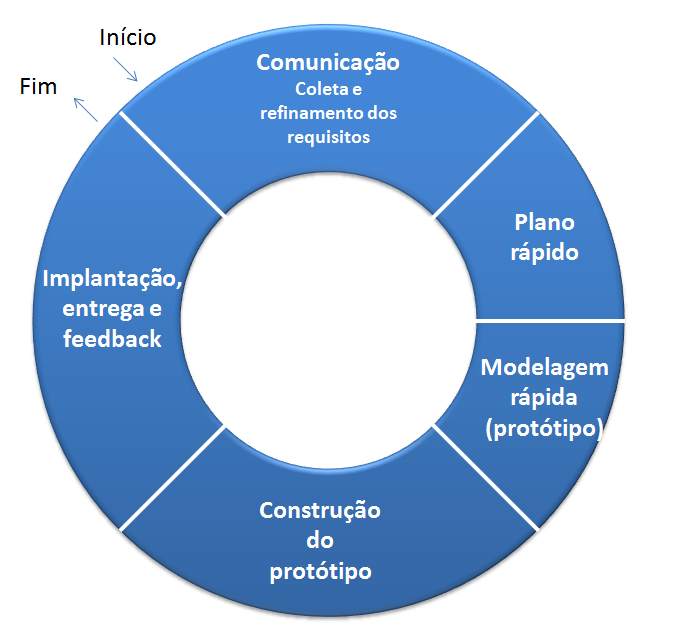 Início
Fim
Comunicação
Coleta e
refinamento dos
requisitos
Plano
rápido
Modelagem
rápida
(protótipo)
Construção
do
protótipo
Implantação,
entrega e
feedback